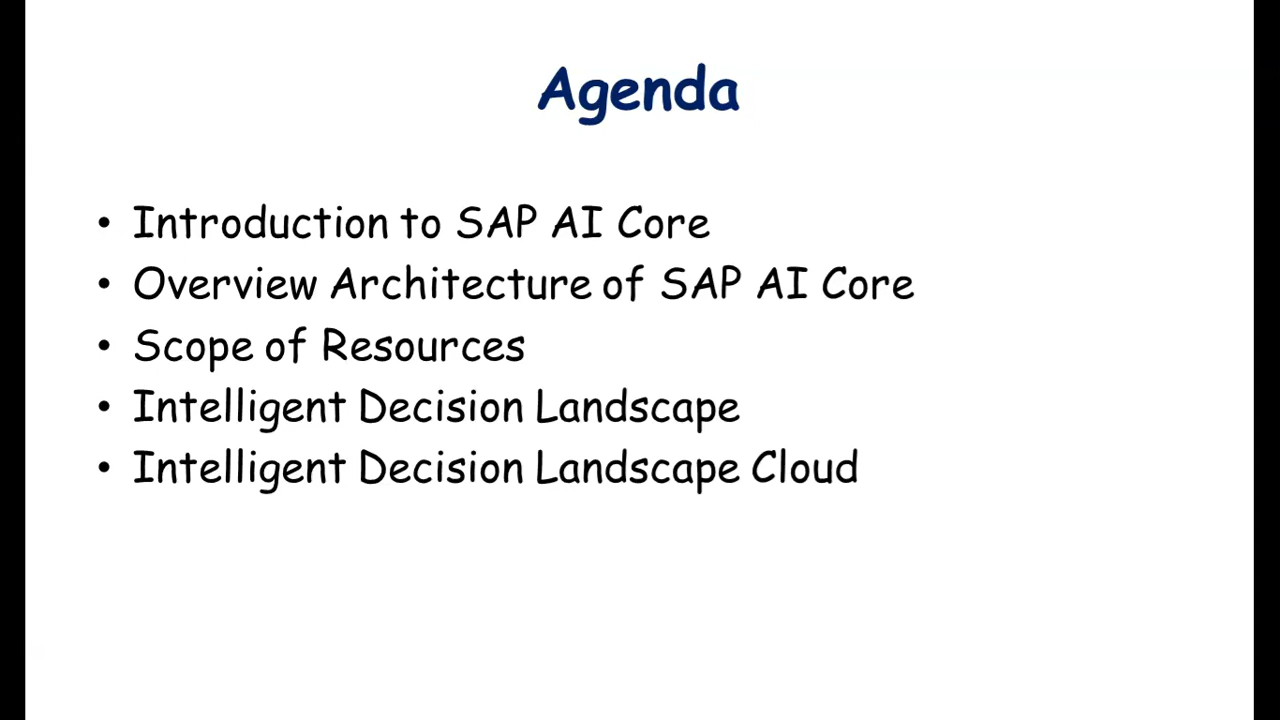 Agenda
• Introduction to SAP AI Core
• Overview Architecture of SAP AI Core
• Scope of Resources
• Intelligent Decision Landscape
• Intelligent Decision Landscape Cloud